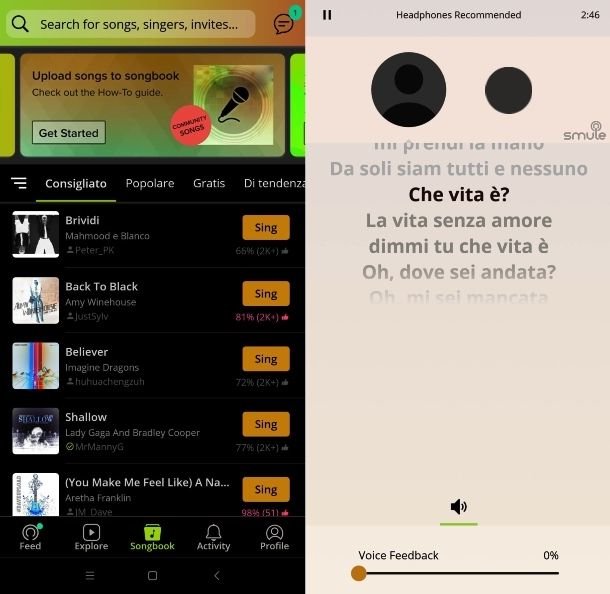 Search for songs, singers, invites...
1
Upload songs to songbook
Check out the How-To guide.
COMMUNITY
SONGS
Get Started
Consigliato Popolare Gratis Di tendenza
Brividi
Mahmood e Blanco
Peter_PK
Sing
66% (2K+)
Back To Black
Amy Winehouse
JustSylv
Sing
81% (2K+)
Believer
Imagine Dragons
huhuachengzuh
Sing
72% (2K+)
SHALLOW
Shallow
Lady Gaga And Bradley Cooper
MrMannyG
Sing
77% (2K+)
(You Make Me Feel Like) A Na...
Aretha Franklin
JM_Dave
Sing
98% (51)
Feed Explore Songbook Activity Profile
Headphones Recommended 2:46
smule
mi prendi la mano
Da soli siam tutti e nessuno
Che vita è?
La vita senza amore
dimmi tu che vita è
Oh, dove sei andata?
Oh, mi sei mancata
Voice Feedback 0%